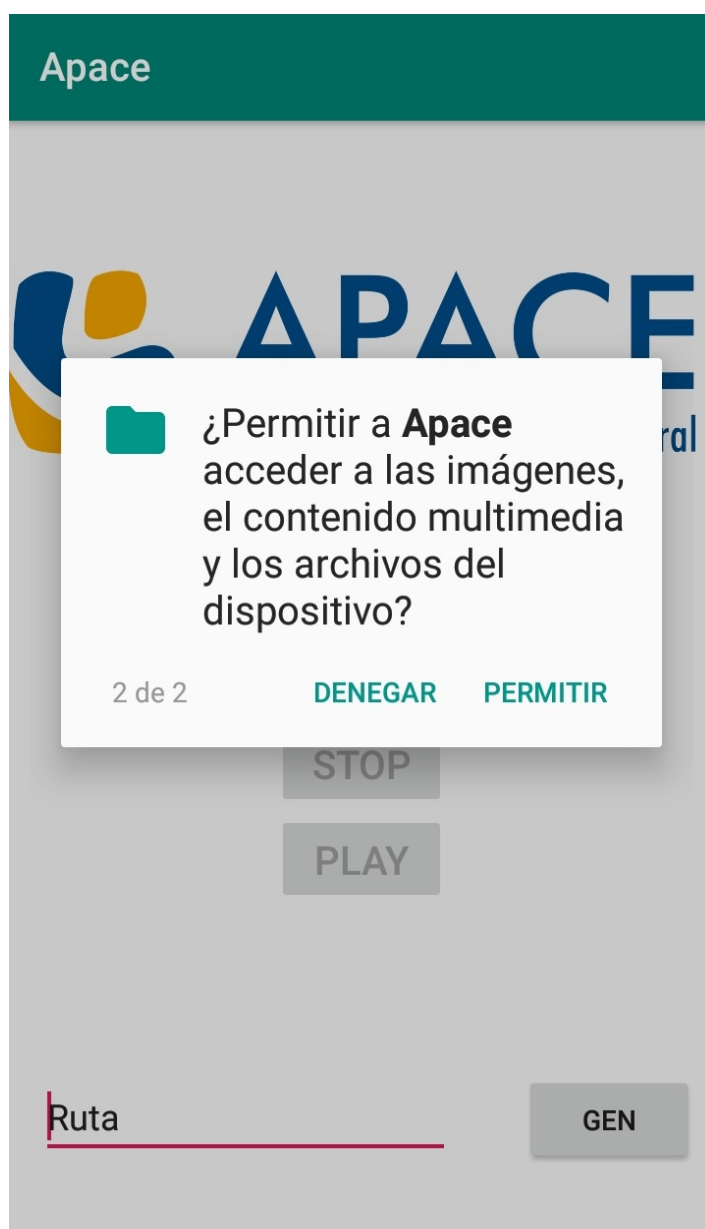 Apace
APACE
ral
¿Permitir a Apace
acceder a las imágenes,
el contenido multimedia
y los archivos del
dispositivo?
2 de 2 DENEGAR PERMITIR
STOP
PLAY
Ruta GEN